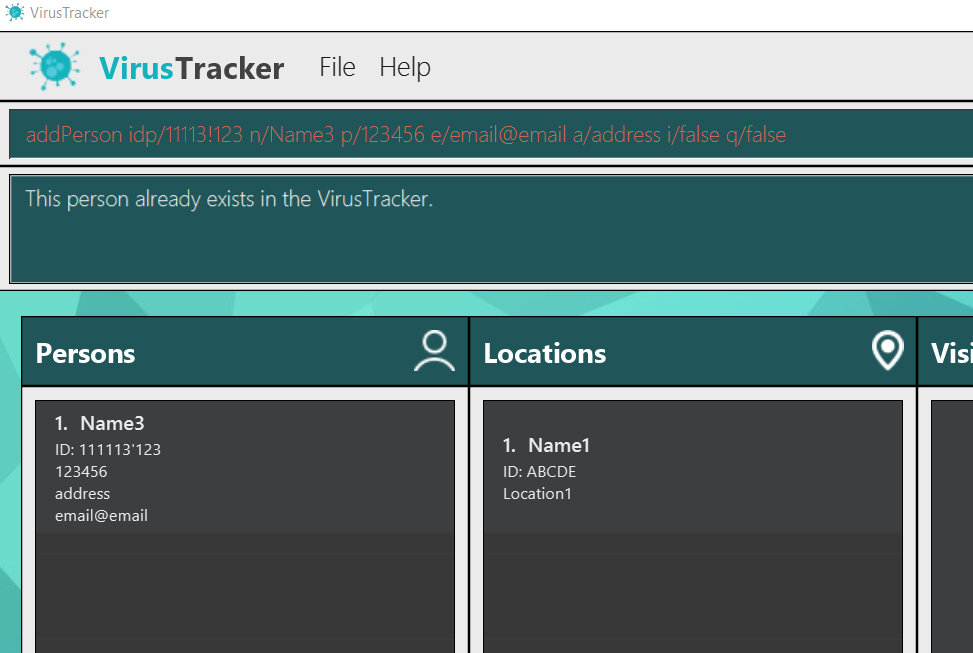 VirusTracker
VirusTracker File Help
addPerson idp/11113!123 n/Name3 p/123456 e/email@email a/address i/false q/false
This person already exists in the VirusTracker.
Persons
Locations
Visi
1. Name3
ID: 111113'123
123456
address
email@email
1. Name1
ID: ABCDE
Location1